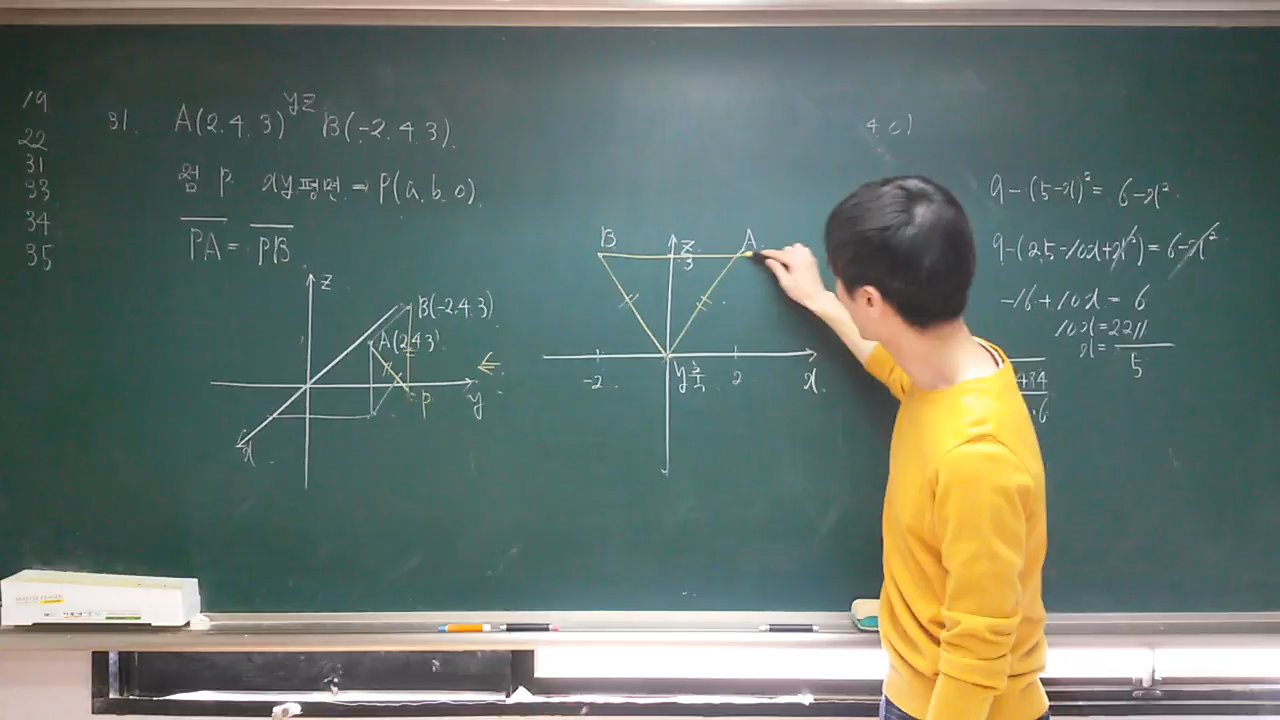 19
22
31
33
34
35
31. A(2.4.3) yz B(-2.4.3).
점 P xy평면 ⇒ P(a.b.0).
PA = PB
z
B(-2.4.3)
A(2.4.3)
y
P
x
B
A
z
3
-2
y축
2
x
9-(5-x)²= 6-x²
9-(25-10x+x²)=6-x²
-16+10x = 6
10x=22 11
x=
5